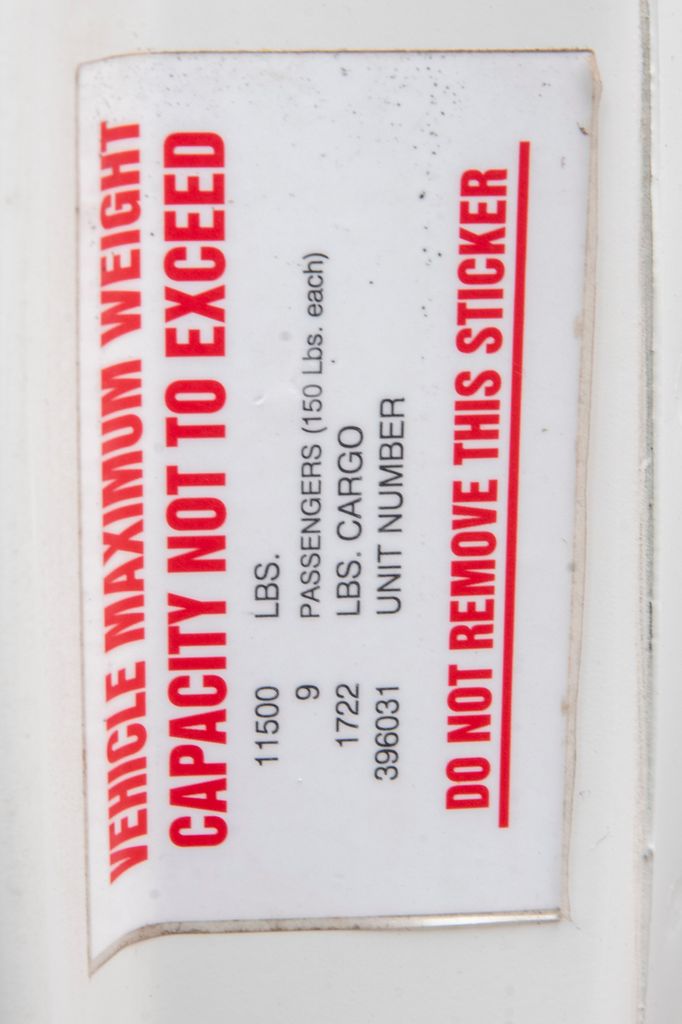 VEHICLE MAXIMUM WEIGHT
CAPACITY NOT TO EXCEED
11500 LBS.
9 PASSENGERS (150 Lbs. each)
1722 LBS. CARGO
396031 UNIT NUMBER
DO NOT REMOVE THIS STICKER